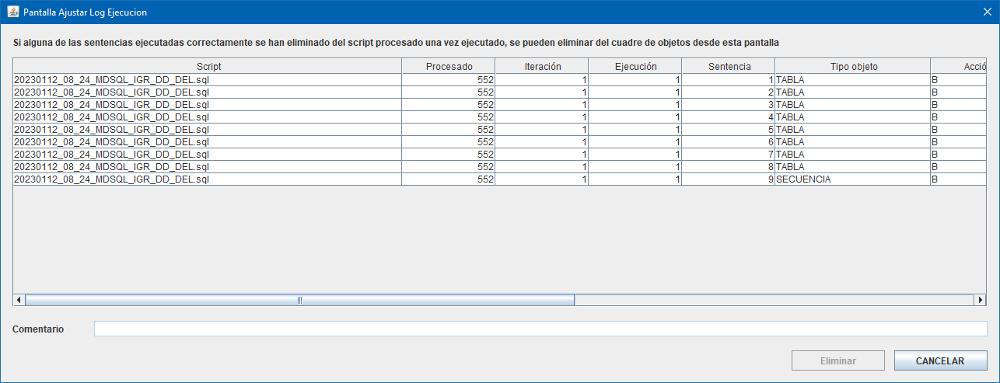 Pantalla Ajustar Log Ejecucion
Si alguna de las sentencias ejecutadas correctamente se han eliminado del script procesado una vez ejecutado, se pueden eliminar del cuadre de objetos desde esta pantalla
Script Procesado Iteración Ejecución Sentencia Tipo objeto Acció
20230112_08_24_MDSQL_IGR_DD_DEL.sql 552 1 1 1 TABLA B
20230112_08_24_MDSQL_IGR_DD_DEL.sql 552 1 1 2 TABLA B
20230112_08_24_MDSQL_IGR_DD_DEL.sql 552 1 1 3 TABLA B
20230112_08_24_MDSQL_IGR_DD_DEL.sql 552 1 1 4 TABLA B
20230112_08_24_MDSQL_IGR_DD_DEL.sql 552 1 1 5 TABLA B
20230112_08_24_MDSQL_IGR_DD_DEL.sql 552 1 1 6 TABLA B
20230112_08_24_MDSQL_IGR_DD_DEL.sql 552 1 1 7 TABLA B
20230112_08_24_MDSQL_IGR_DD_DEL.sql 552 1 1 8 TABLA B
20230112_08_24_MDSQL_IGR_DD_DEL.sql 552 1 1 9 SECUENCIA B
Comentario
Eliminar CANCELAR